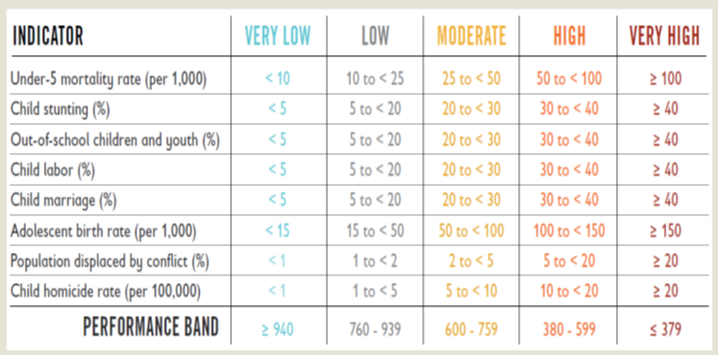 INDICATOR VERY LOW LOW MODERATE HIGH VERY HIGH
Under-5 mortality rate (per 1,000) < 10 10 to < 25 25 to < 50 50 to < 100 ≥ 100
Child stunting (%) < 5 5 to < 20 20 to < 30 30 to < 40 ≥ 40
Out-of-school children and youth (%) < 5 5 to < 20 20 to < 30 30 to < 40 ≥ 40
Child labor (%) < 5 5 to < 20 20 to < 30 30 to < 40 ≥ 40
Child marriage (%) < 5 5 to < 20 20 to < 30 30 to < 40 ≥ 40
Adolescent birth rate (per 1,000) < 15 15 to < 50 50 to < 100 100 to < 150 ≥ 150
Population displaced by conflict (%) < 1 1 to < 2 2 to < 5 5 to < 20 ≥ 20
Child homicide rate (per 100,000) < 1 1 to < 5 5 to < 10 10 to < 20 ≥ 20
PERFORMANCE BAND ≥ 940 760 - 939 600 - 759 380 - 599 ≤ 379